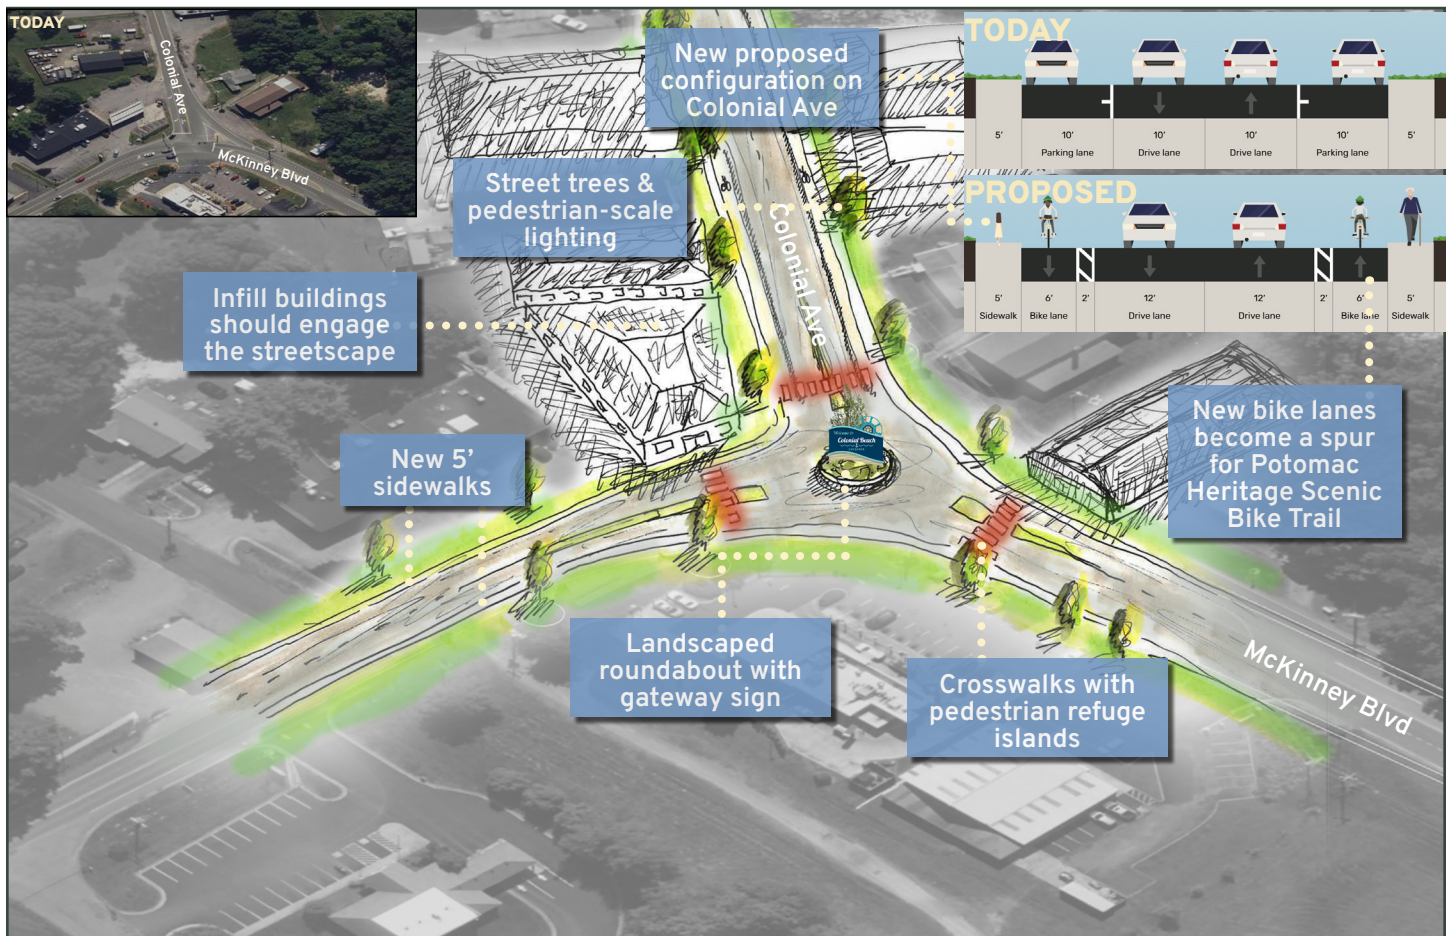 TODAY
Colonial Ave
McKinney Blvd
New proposed
configuration on
Colonial Ave
TODAY
5'
10'
10'
10'
10'
5'
Parking lane
Drive lane
Drive lane
Parking lane
PROPOSED
5'
6'
2'
12'
12'
2'
6'
5'
Sidewalk
Bike lane
Drive lane
Drive lane
Bike lane
Sidewalk
Street trees &
pedestrian-scale
lighting
Colonial Ave
Infill buildings
should engage
the streetscape
New bike lanes
become a spur
for Potomac
Heritage Scenic
Bike Trail
New 5'
sidewalks
Colonial Beach
Landscaped
roundabout with
gateway sign
Crosswalks with
pedestrian refuge
islands
McKinney Blvd